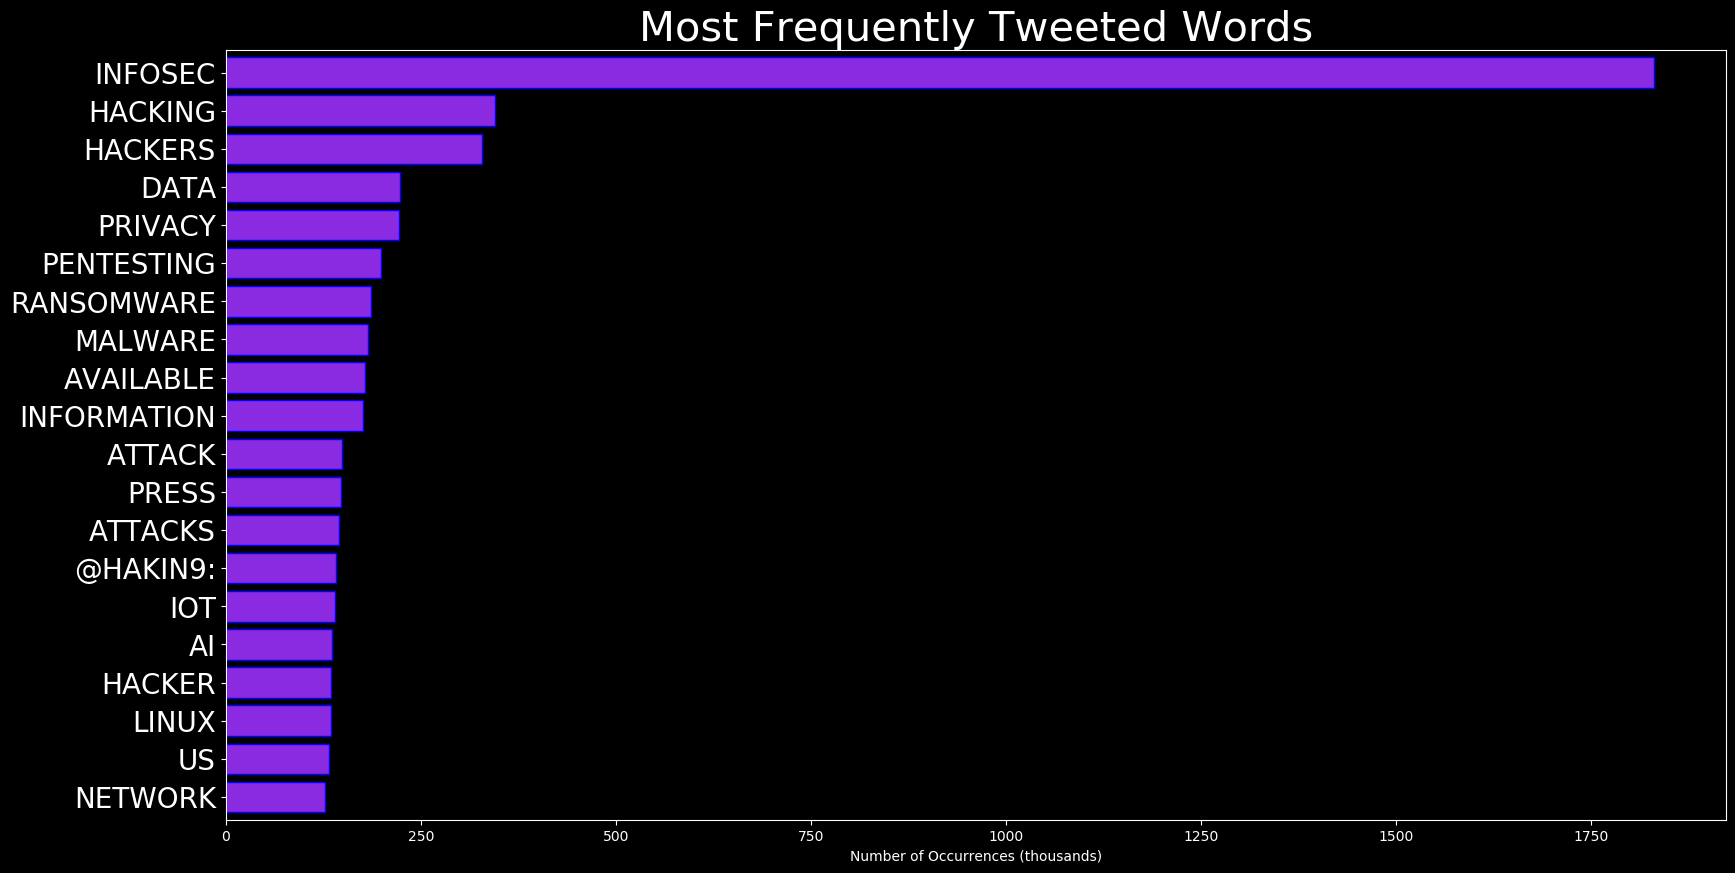 Most Frequently Tweeted Words
INFOSEC
HACKING
HACKERS
DATA
PRIVACY
PENTESTING
RANSOMWARE
MALWARE
AVAILABLE
INFORMATION
ATTACK
PRESS
ATTACKS
@HAKIN9:
IOT
AI
HACKER
LINUX
US
NETWORK
0 250 500 750 1000 1250 1500 1750
Number of Occurrences (thousands)